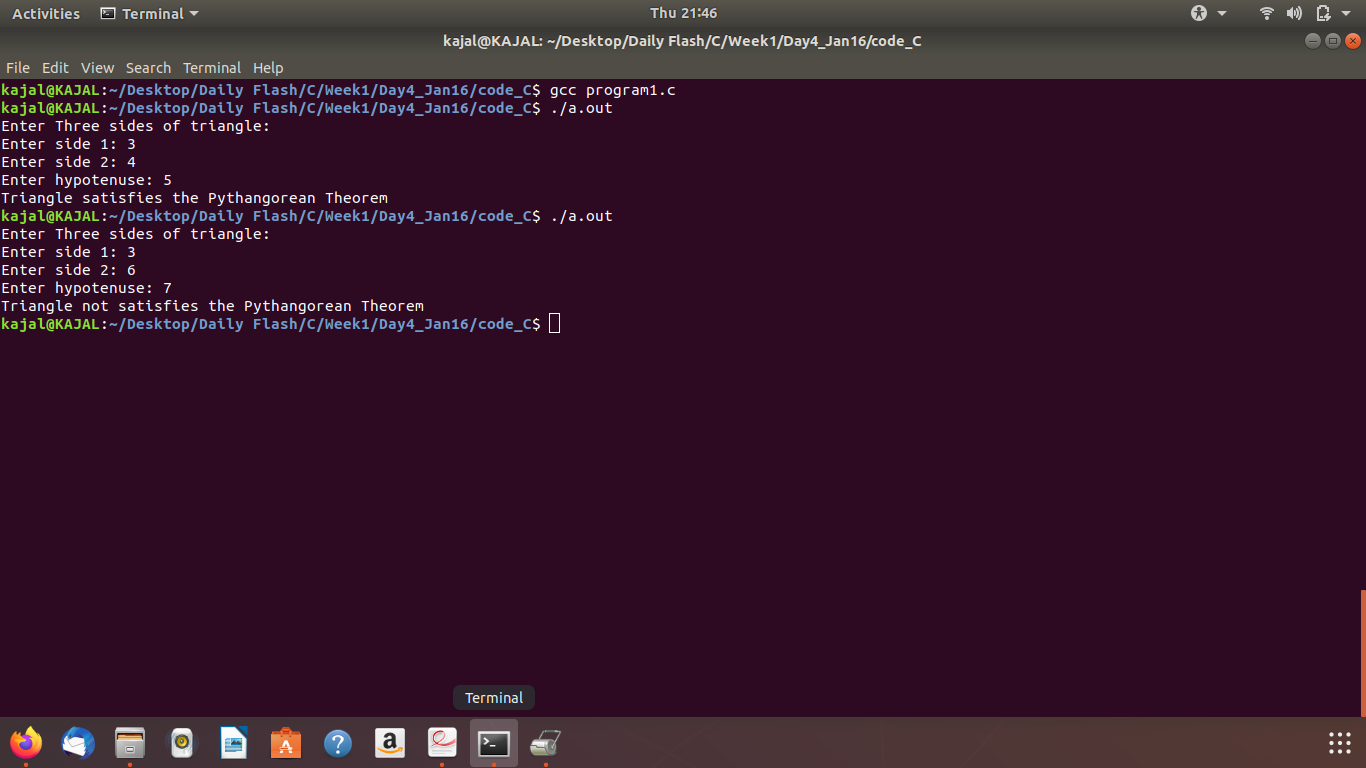 Activities Terminal Thu 21:46
kajal@KAJAL: ~/Desktop/Daily Flash/C/Week1/Day4_Jan16/code_C
File Edit View Search Terminal Help
kajal@KAJAL:~/Desktop/Daily Flash/C/Week1/Day4_Jan16/code_C$ gcc program1.c
kajal@KAJAL:~/Desktop/Daily Flash/C/Week1/Day4_Jan16/code_C$ ./a.out
Enter Three sides of triangle:
Enter side 1: 3
Enter side 2: 4
Enter hypotenuse: 5
Triangle satisfies the Pythangorean Theorem
kajal@KAJAL:~/Desktop/Daily Flash/C/Week1/Day4_Jan16/code_C$ ./a.out
Enter Three sides of triangle:
Enter side 1: 3
Enter side 2: 6
Enter hypotenuse: 7
Triangle not satisfies the Pythangorean Theorem
kajal@KAJAL:~/Desktop/Daily Flash/C/Week1/Day4_Jan16/code_C$
Terminal